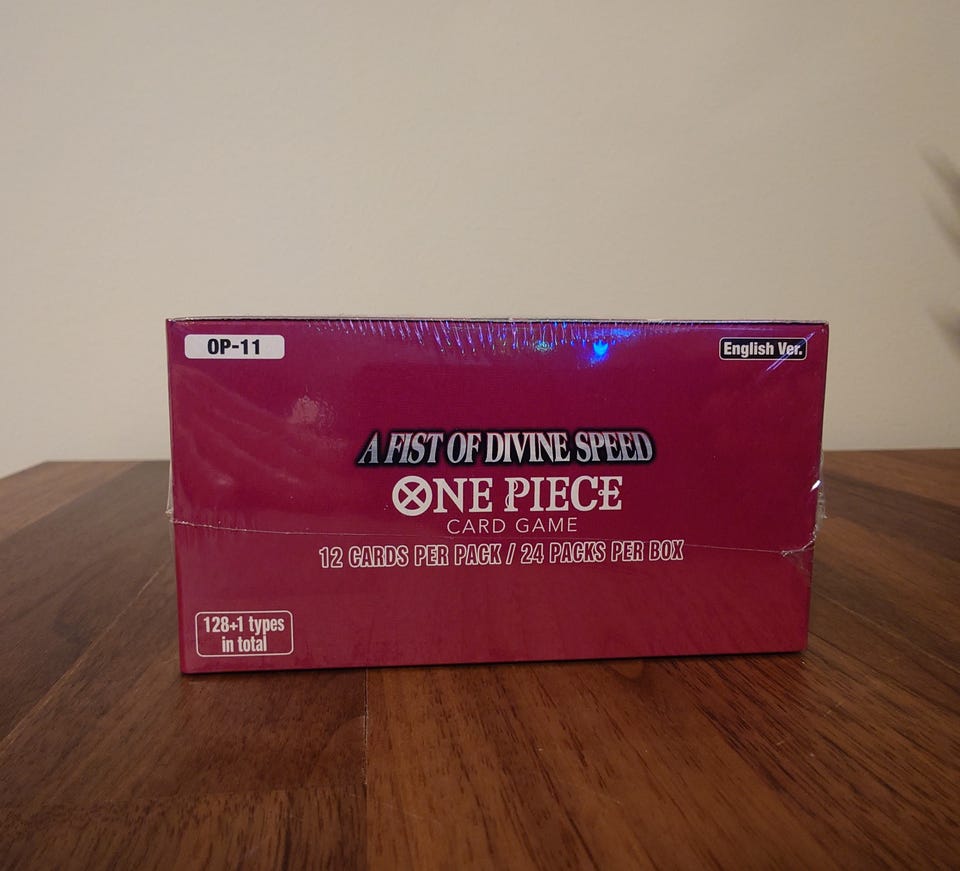 OP-11
English Ver.
A FIST OF DIVINE SPEED
ONE PIECE
CARD GAME
12 CARDS PER PACK / 24 PACKS PER BOX
128+1 types
in total